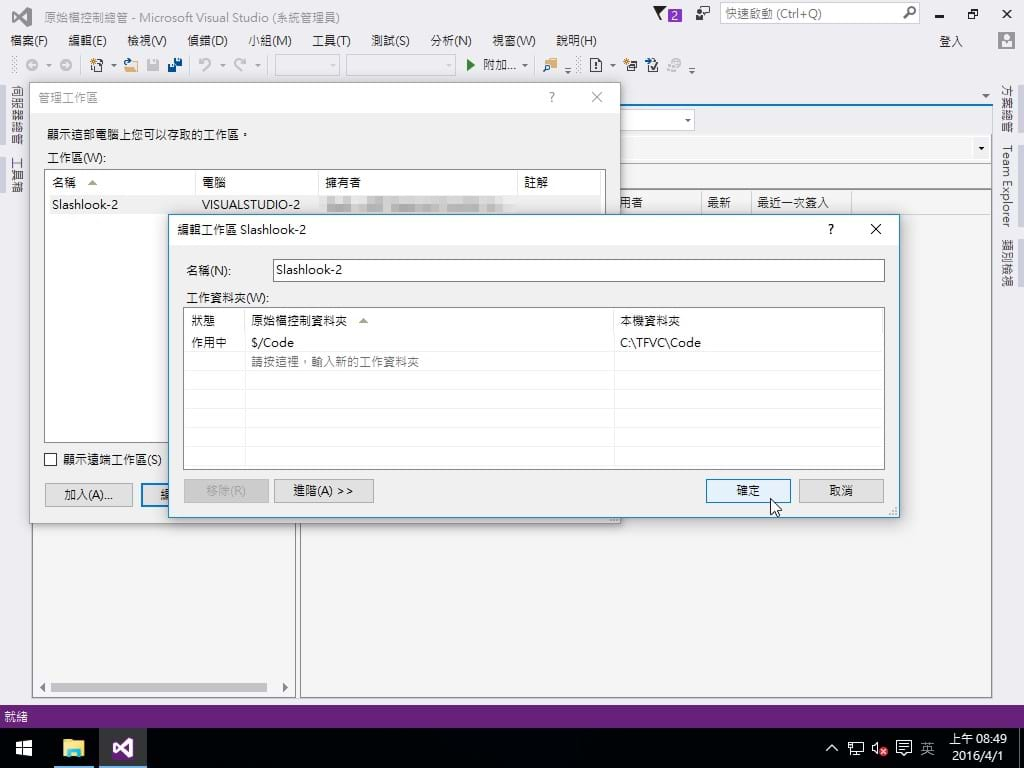 原始檔控制總管 - Microsoft Visual Studio (系統管理員)
2
快速啟動 (Ctrl+Q)
檔案(F) 編輯(E) 檢視(V) 偵錯(D) 小組(M) 工具(T) 測試(S) 分析(N) 視窗(W) 說明(H)
登入
附加...
伺服器總管
工具箱
方案總管
Team Explorer
類別檢視
管理工作區
?
顯示這部電腦上您可以存取的工作區。
工作區(W):
名稱 電腦 擁有者 註解
Slashlook-2 VISUALSTUDIO-2
用者 最新 最近一次簽入
編輯工作區 Slashlook-2
?
名稱(N): Slashlook-2
工作資料夾(W):
狀態 原始檔控制資料夾 本機資料夾
作用中 $/Code C:\TFVC\Code
請按這裡，輸入新的工作資料夾
顯示遠端工作區(S)
移除(R) 進階(A) >> 確定 取消
加入(A)...
就緒
英
上午 08:49
2016/4/1